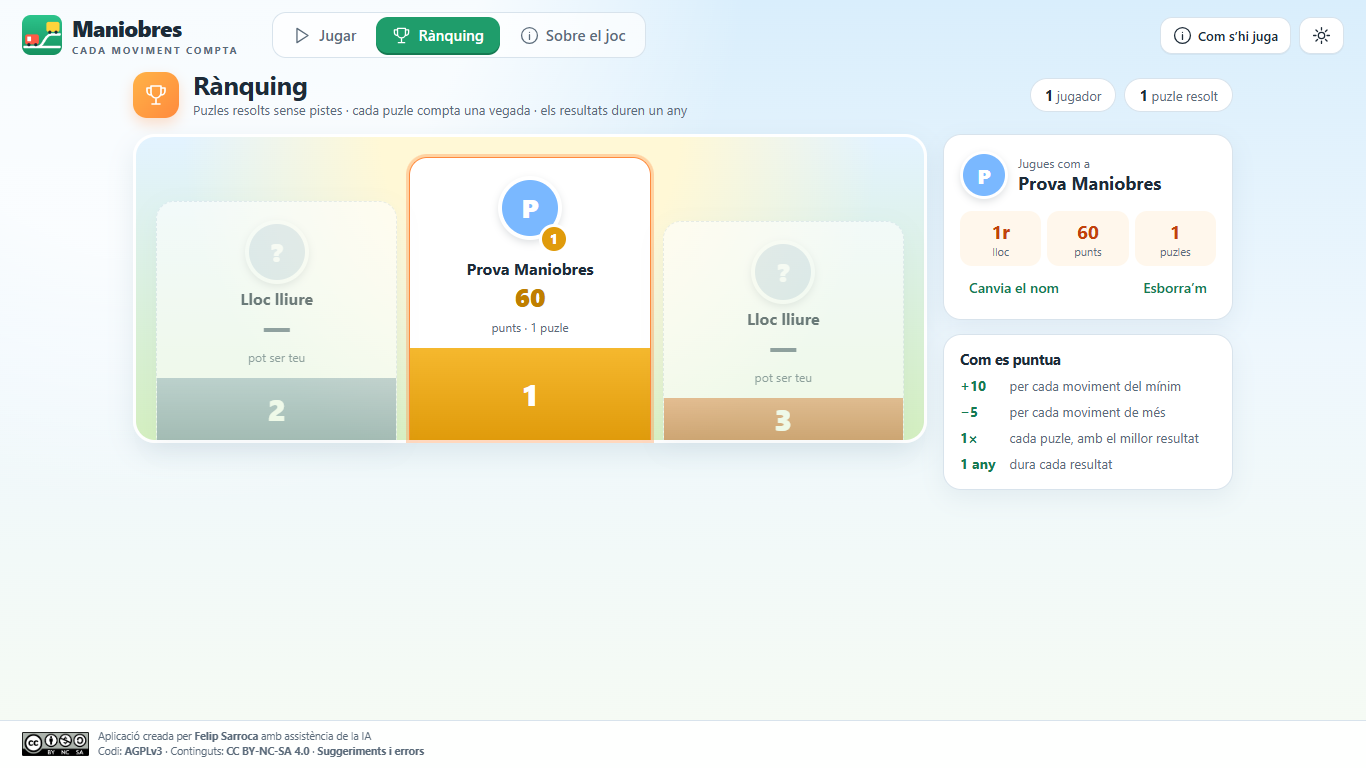 Maniobres
CADA MOVIMENT COMPTA
Jugar
Rànquing
Sobre el joc
Com s'hi juga
Rànquing
Puzles resolts sense pistes · cada puzle compta una vegada · els resultats duren un any
1 jugador
1 puzle resolt
?
Lloc lliure
—
pot ser teu
2
P
1
Prova Maniobres
60
punts · 1 puzle
1
?
Lloc lliure
—
pot ser teu
3
P
Jugues com a
Prova Maniobres
1r
lloc
60
punts
1
puzles
Canvia el nom
Esborra'm
Com es puntua
+10 per cada moviment del mínim
−5 per cada moviment de més
1× cada puzle, amb el millor resultat
1 any dura cada resultat
cc BY NC SA
Aplicació creada per Felip Sarroca amb assistència de la IA
Codi: AGPLv3 · Continguts: CC BY-NC-SA 4.0 · Suggeriments i errors